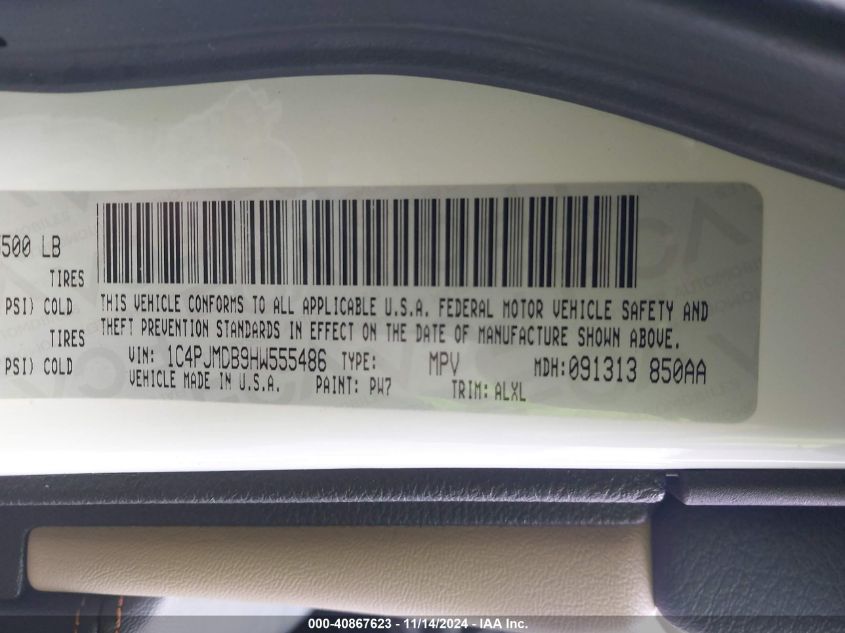 500 LB
TIRES
PSI) COLD
TIRES
PSI) COLD
THIS VEHICLE CONFORMS TO ALL APPLICABLE U.S.A. FEDERAL MOTOR VEHICLE SAFETY AND
THEFT PREVENTION STANDARDS IN EFFECT ON THE DATE OF MANUFACTURE SHOWN ABOVE.
VIN: 1C4PJMDB9HW555486 TYPE: MPV MDH:091313 850AA
VEHICLE MADE IN U.S.A. PAINT: PW7 TRIM: ALXL
000-40867623 - 11/14/2024 - IAA Inc.